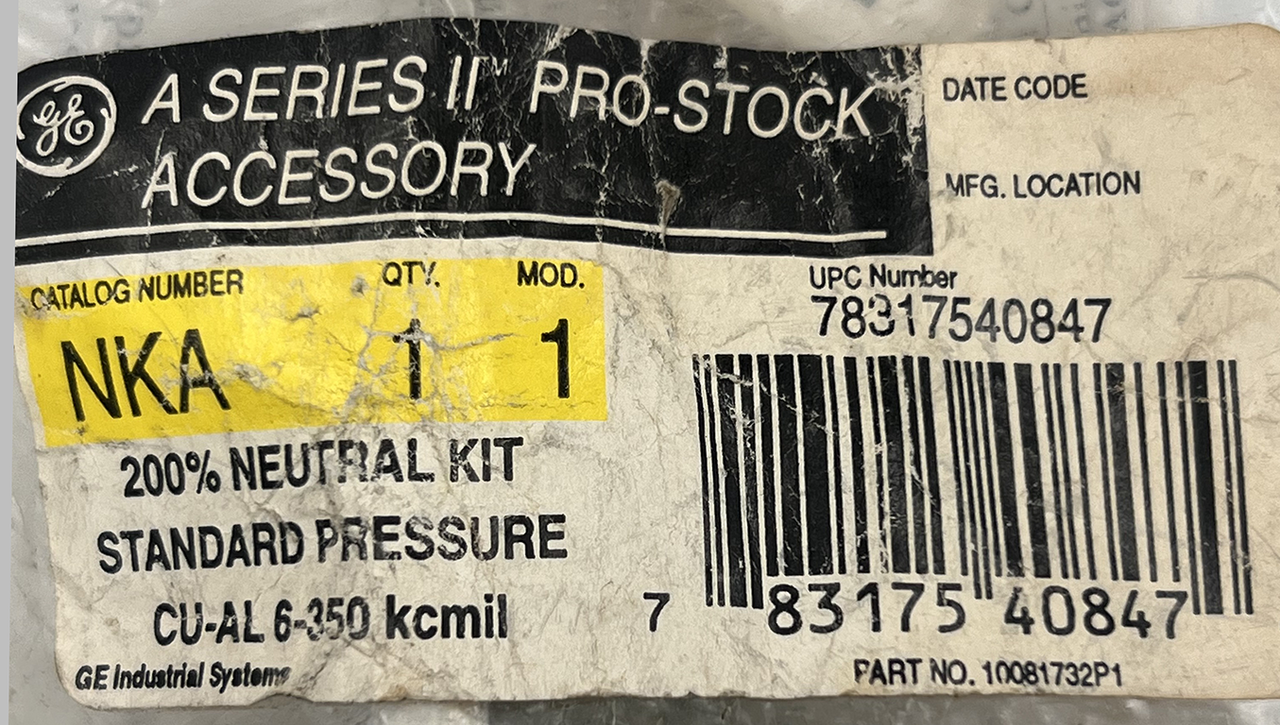 GE A SERIES II™ PRO-STOCK
ACCESSORY
DATE CODE
MFG. LOCATION
CATALOG NUMBER QTY. MOD.
NKA 1 1
200% NEUTRAL KIT
STANDARD PRESSURE
CU-AL 6-350 kcmil
GE Industrial Systems
UPC Number
78317540847
7 83175 40847
PART NO. 10081732P1